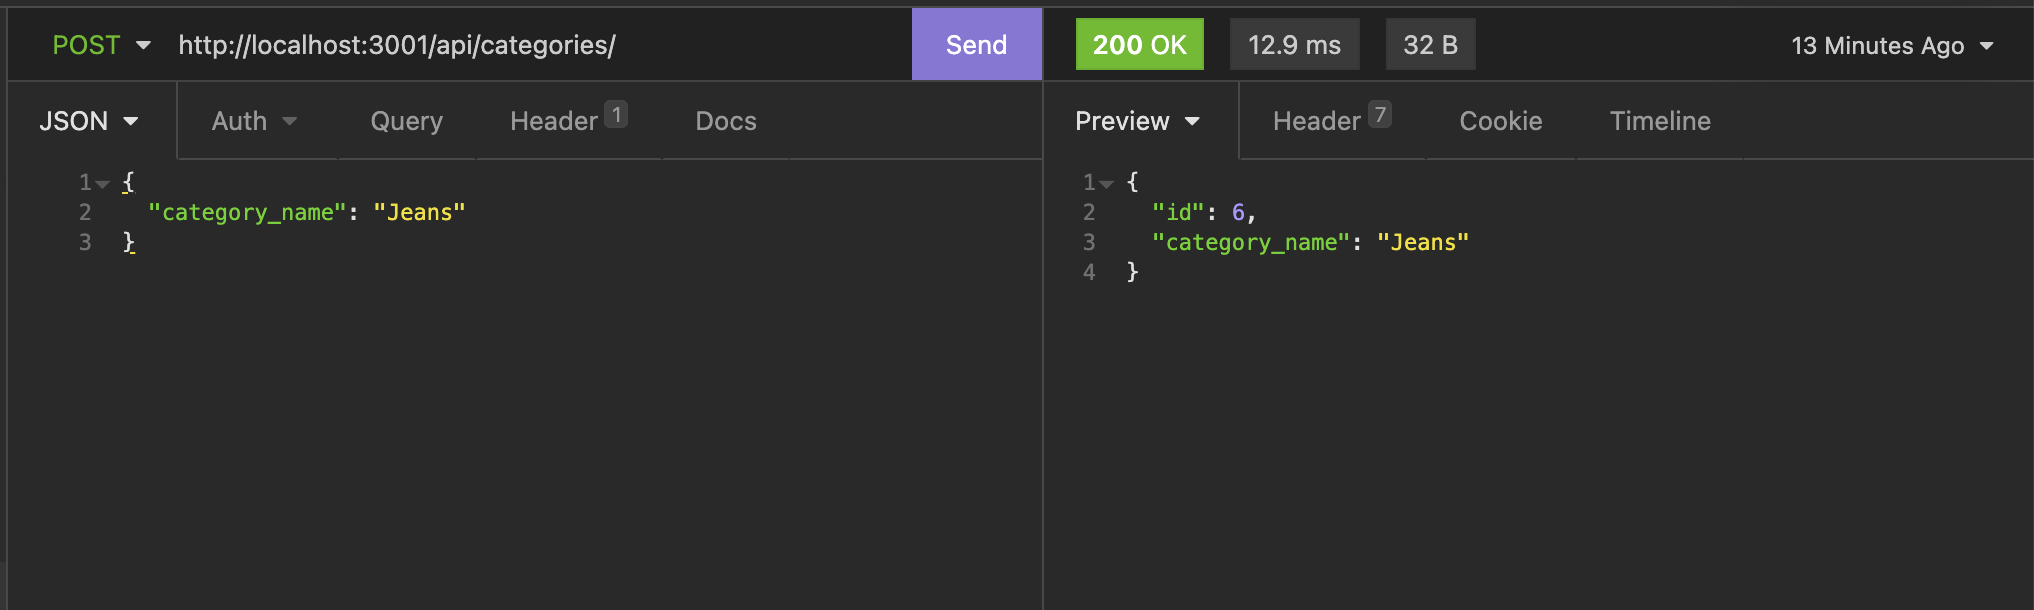 POST http://localhost:3001/api/categories/ Send 200 OK 12.9 ms 32 B 13 Minutes Ago
JSON Auth Query Header 1 Docs Preview Header 7 Cookie Timeline
1 {
2 "category_name": "Jeans"
3 }
1 {
2 "id": 6,
3 "category_name": "Jeans"
4 }